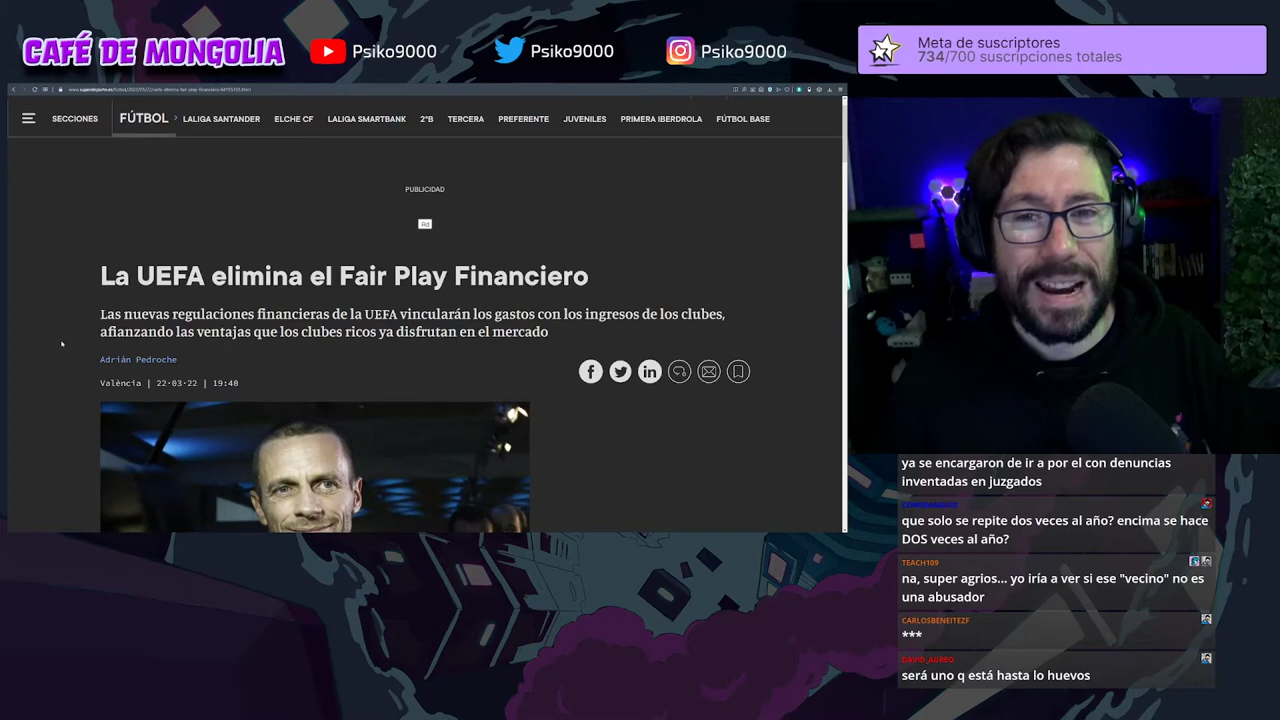 CAFÉ DE MONGOLIA
Psiko9000
Psiko9000
Psiko9000
Meta de suscriptores
734/700 suscripciones totales
SECCIONES
FÚTBOL
LALIGA SANTANDER
ELCHE CF
LALIGA SMARTBANK
2ªB
TERCERA
PREFERENTE
JUVENILES
PRIMERA IBERDROLA
FÚTBOL BASE
PUBLICIDAD
Ad
La UEFA elimina el Fair Play Financiero
Las nuevas regulaciones financieras de la UEFA vincularán los gastos con los ingresos de los clubes,
afianzando las ventajas que los clubes ricos ya disfrutan en el mercado
Adrián Pedroche
València | 22·03·22 | 19:40
ya se encargaron de ir a por el con denuncias
inventadas en juzgados
que solo se repite dos veces al año? encima se hace
DOS veces al año?
TEACH109
na, super agrios... yo iría a ver si ese "vecino" no es
una abusador
CARLOSBENEITEZF
***
DAVID_AUREO
será uno q está hasta lo huevos